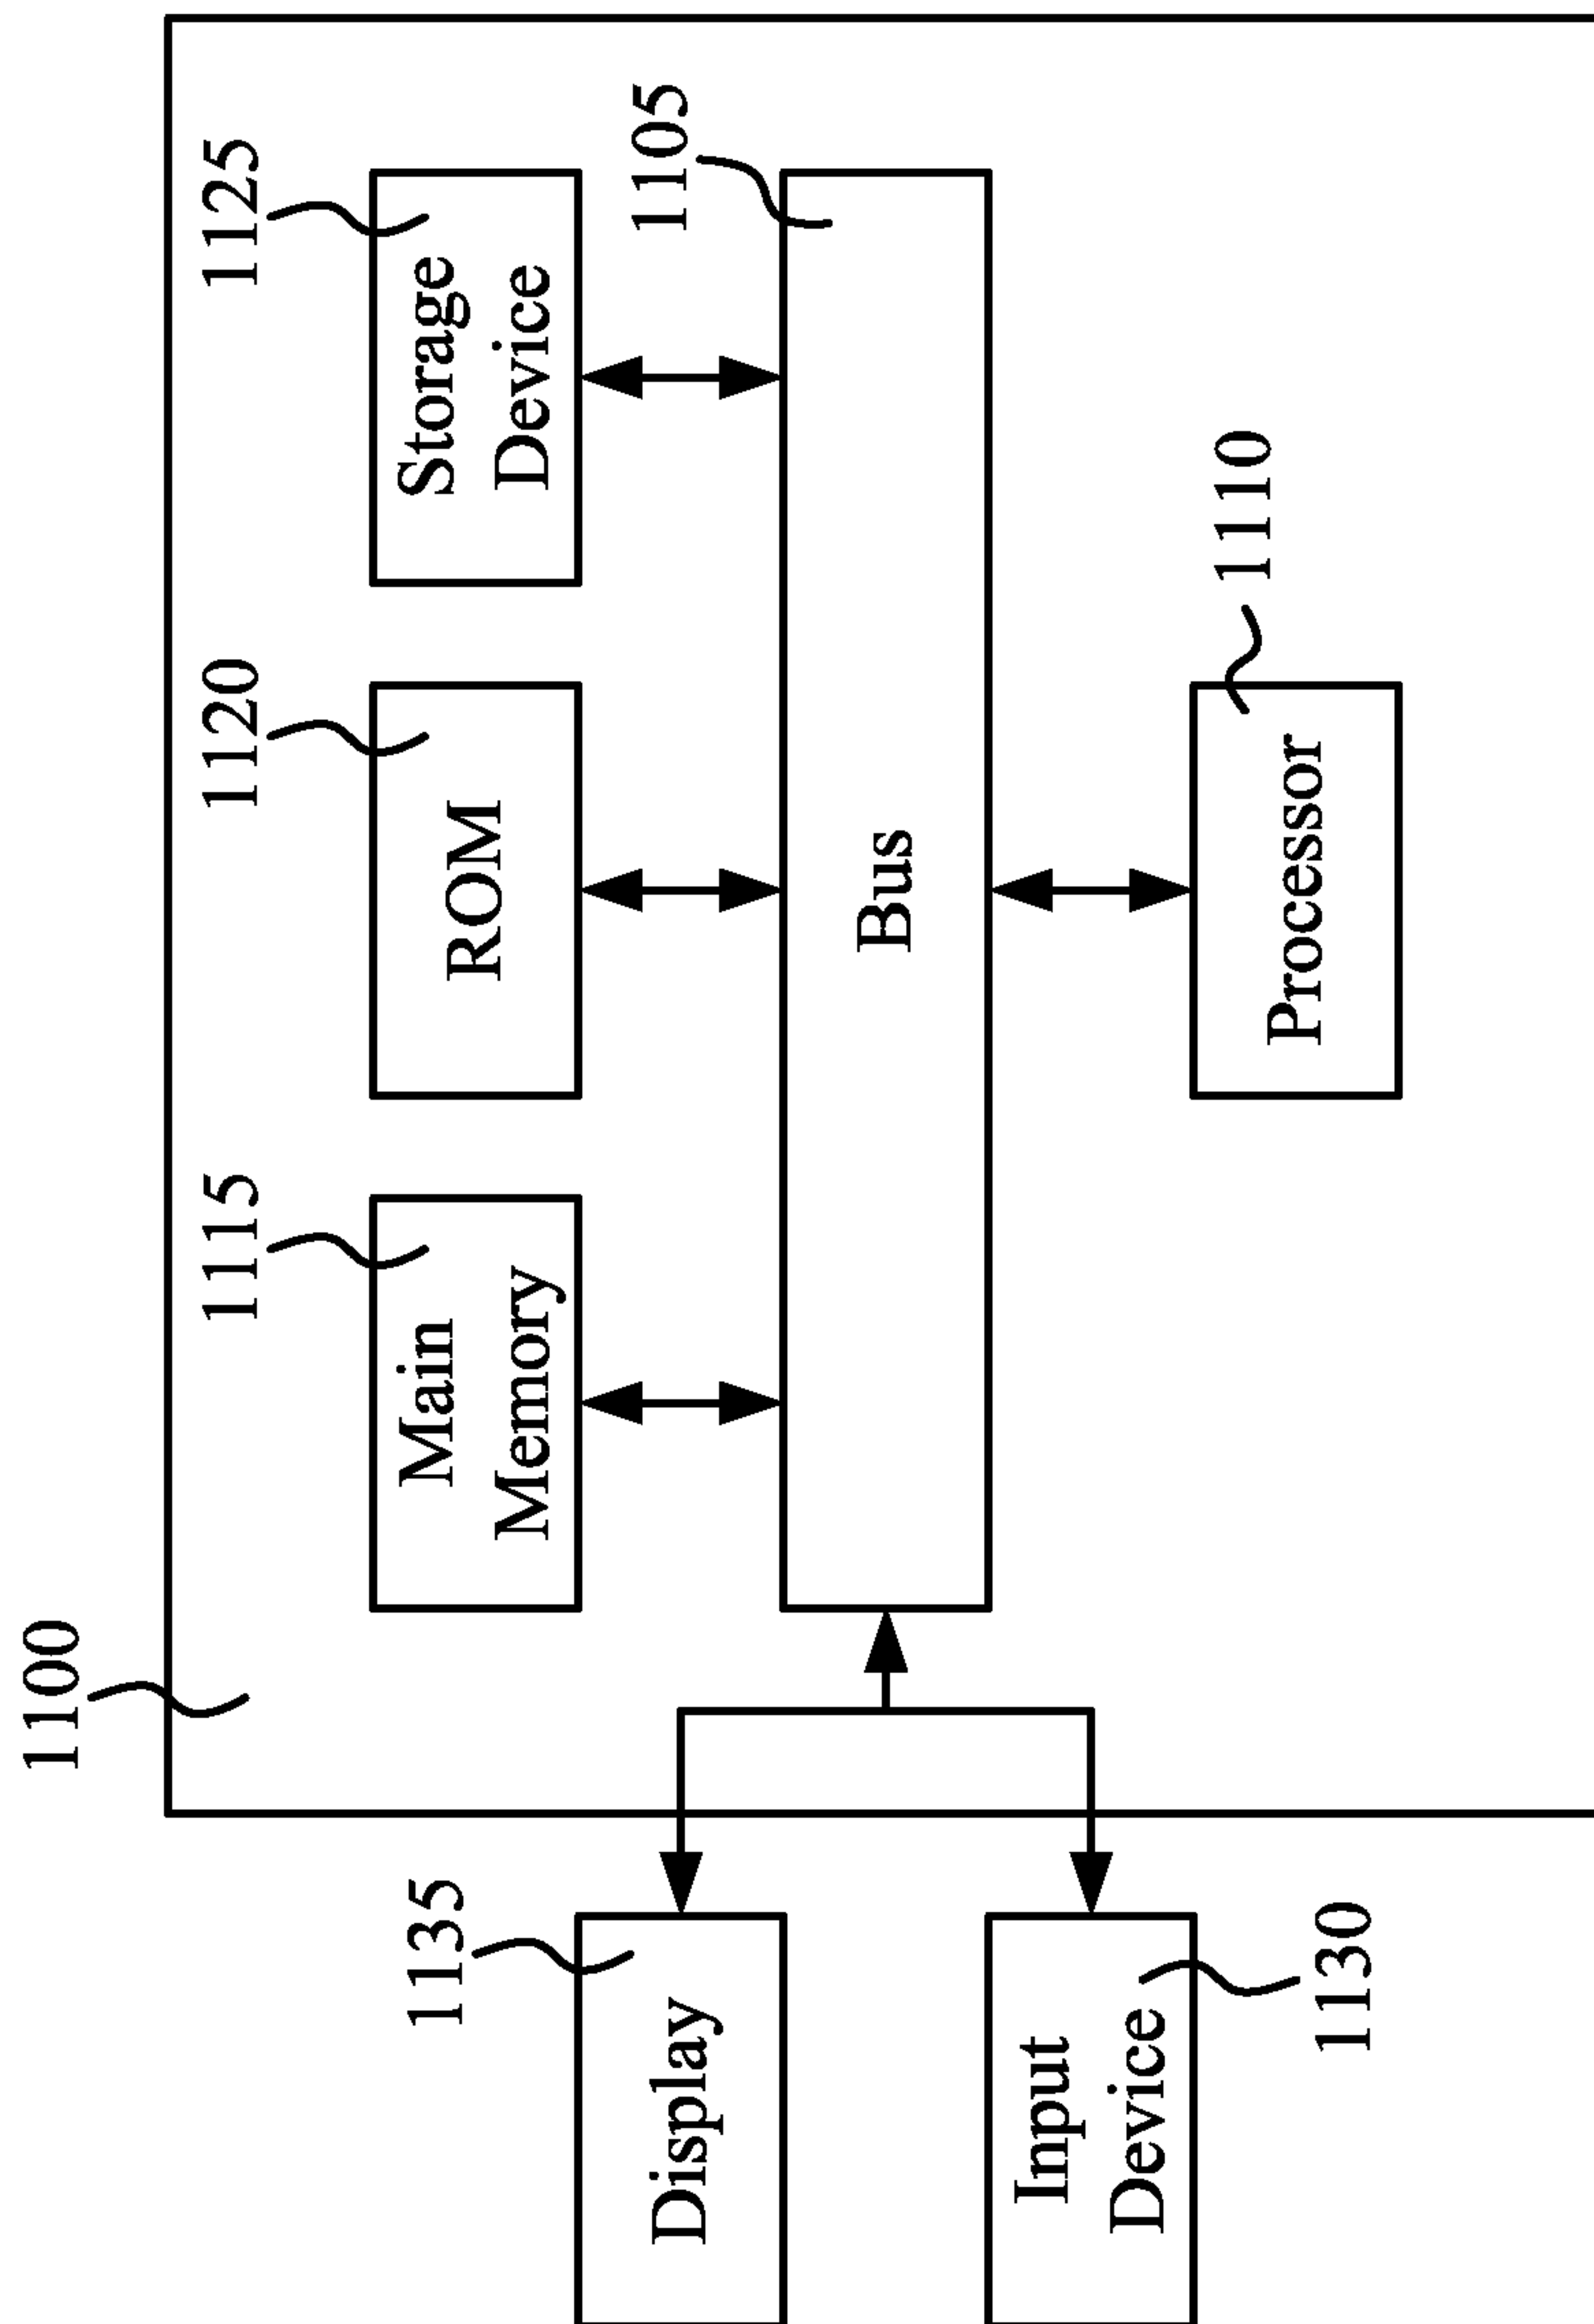 1100
1115
1120
1125
Main
Memory
ROM
Storage
Device
1105
1135
Display
Bus
Input
Device
1130
1110
Processor